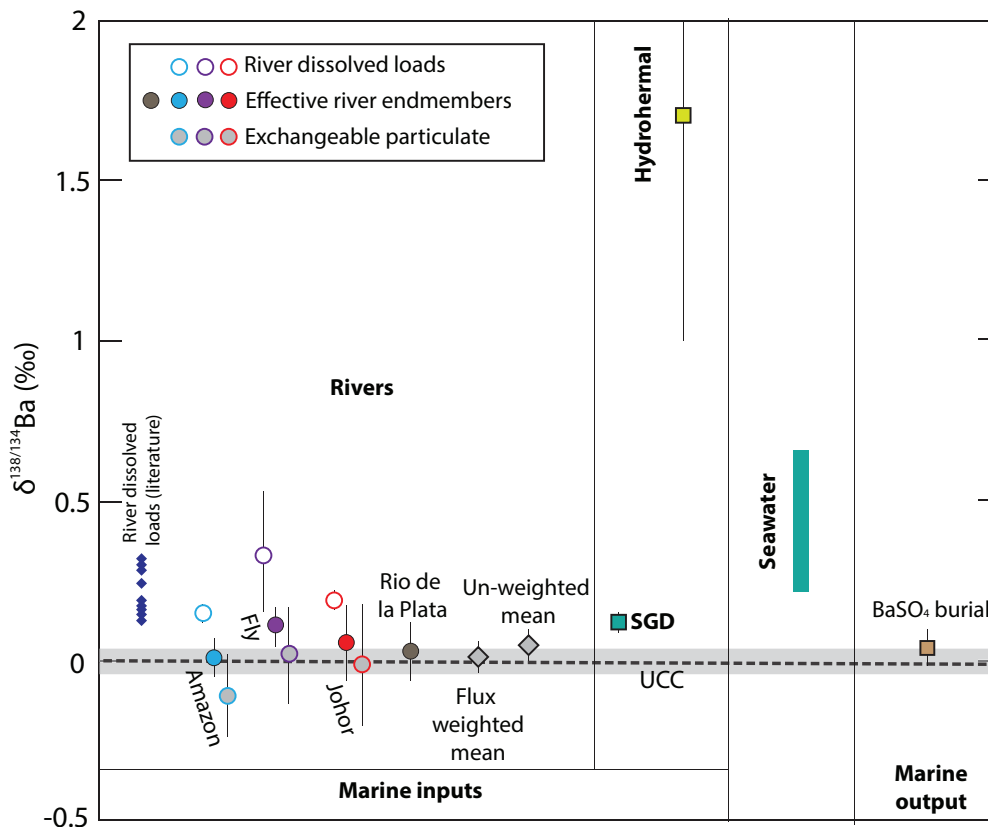 2
1.5
1
0.5
0
-0.5
δ138/134Ba (‰)
River dissolved loads
Effective river endmembers
Exchangeable particulate
Rivers
River dissolved
loads (literature)
Amazon
Fly
Johor
Rio de
la Plata
Flux
weighted
mean
Un-weighted
mean
Marine inputs
Hydrohermal
SGD
UCC
Seawater
BaSO₄ burial
Marine
output